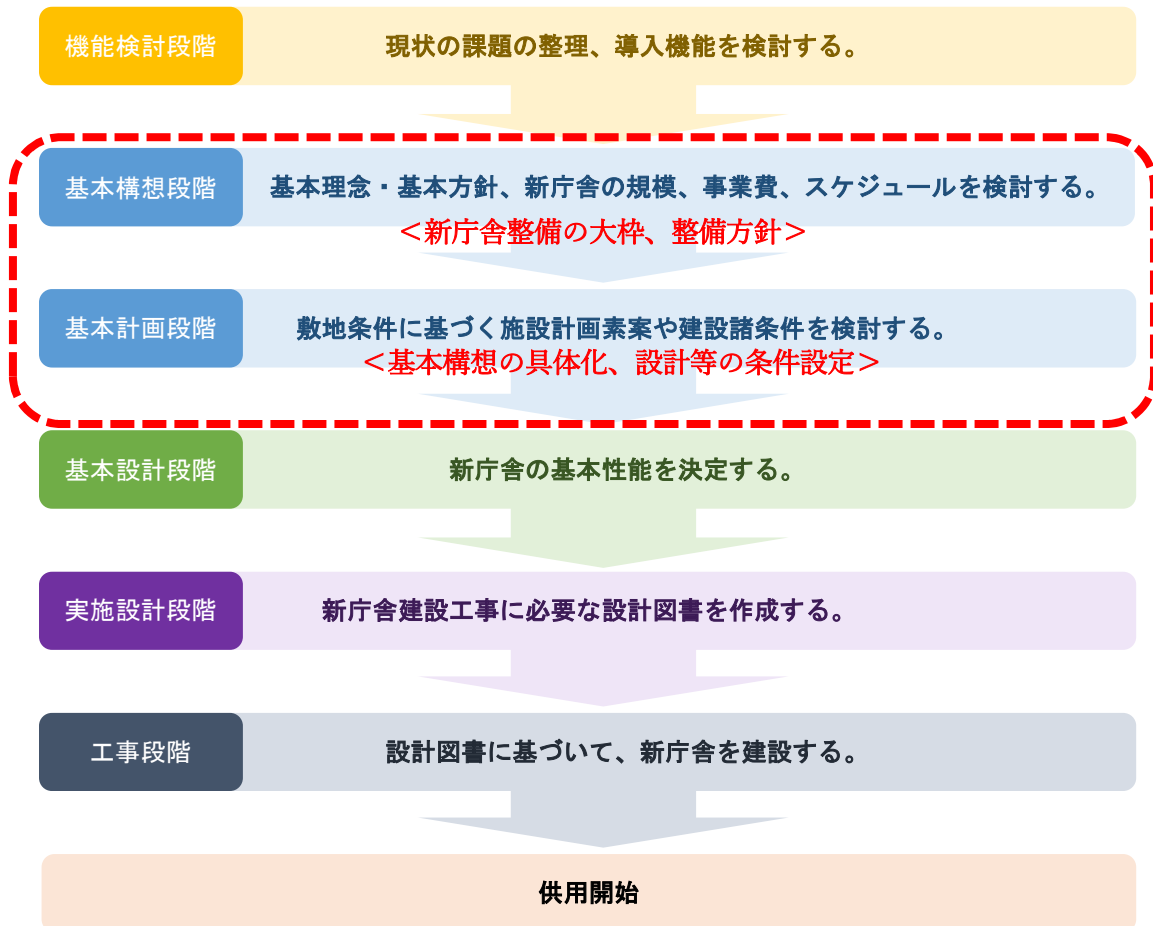 機能検討段階 現状の課題の整理、導入機能を検討する。
基本構想段階 基本理念・基本方針、新庁舎の規模、事業費、スケジュールを検討する。
＜新庁舎整備の大枠、整備方針＞
基本計画段階 敷地条件に基づく施設計画素案や建設諸条件を検討する。
＜基本構想の具体化、設計等の条件設定＞
基本設計段階 新庁舎の基本性能を決定する。
実施設計段階 新庁舎建設工事に必要な設計図書を作成する。
工事段階 設計図書に基づいて、新庁舎を建設する。
供用開始